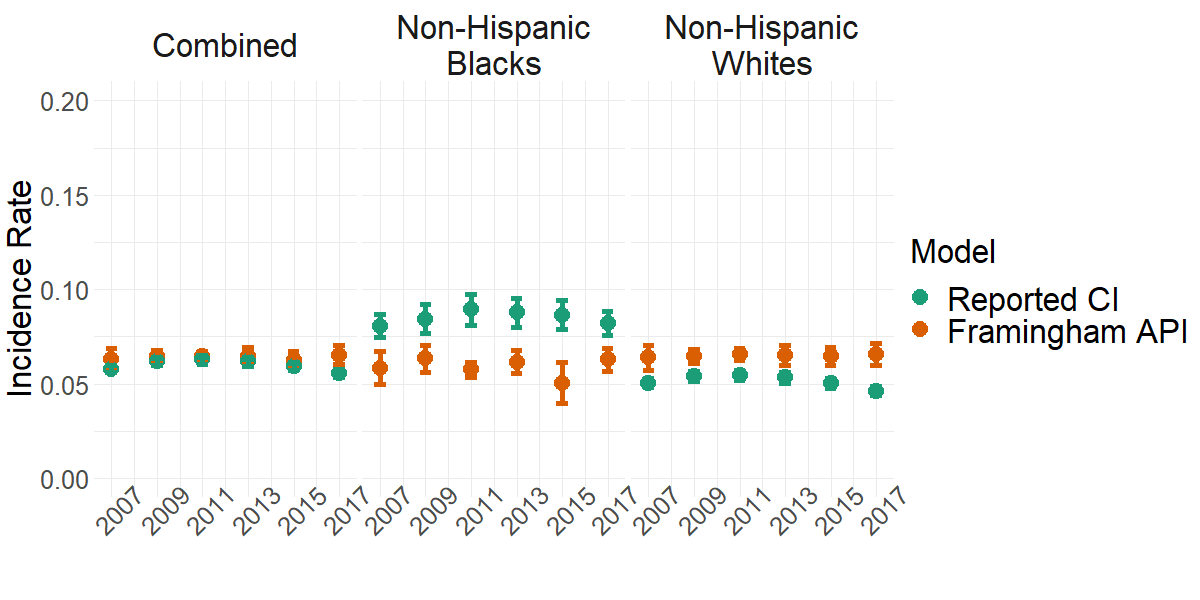 Combined
Non-Hispanic
Blacks
Non-Hispanic
Whites
Incidence Rate
0.20
0.15
0.10
0.05
0.00
2007
2009
2011
2013
2015
2017
2007
2009
2011
2013
2015
2017
2007
2009
2011
2013
2015
2017
Model
Reported CI
Framingham API